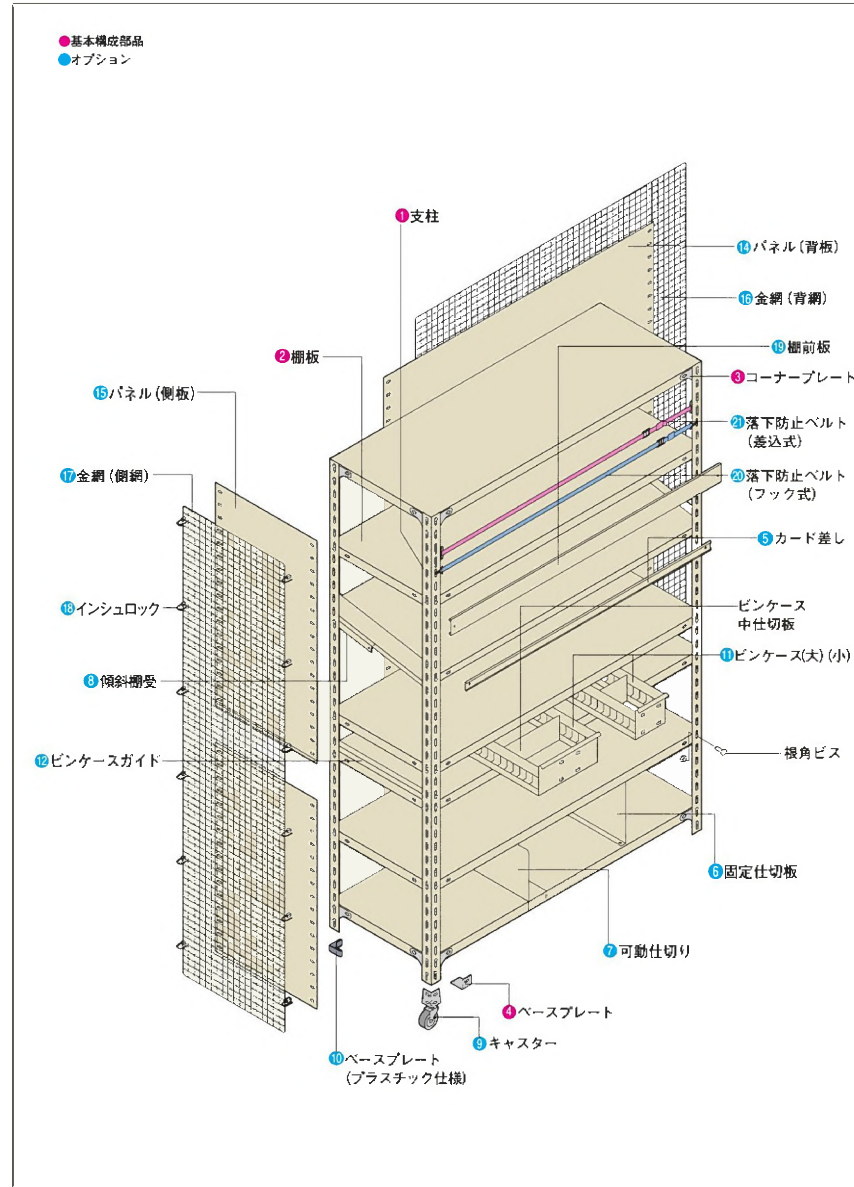 ●基本構成部品
●オプション
❶支柱
⓮パネル(背板)
⓰金網(背網)
❷棚板
⓳棚前板
❸コーナープレート
⓯パネル(側板)
㉑落下防止ベルト
(差込式)
⓱金網(側網)
⓴落下防止ベルト
(フック式)
❺カード差し
⓲インシュロック
ビンケース
中仕切板
⓫ビンケース(大)(小)
❽傾斜棚受
⓬ビンケースガイド
根角ビス
❻固定仕切板
❼可動仕切り
❹ベースプレート
❾キャスター
❿ベースプレート
(プラスチック仕様)